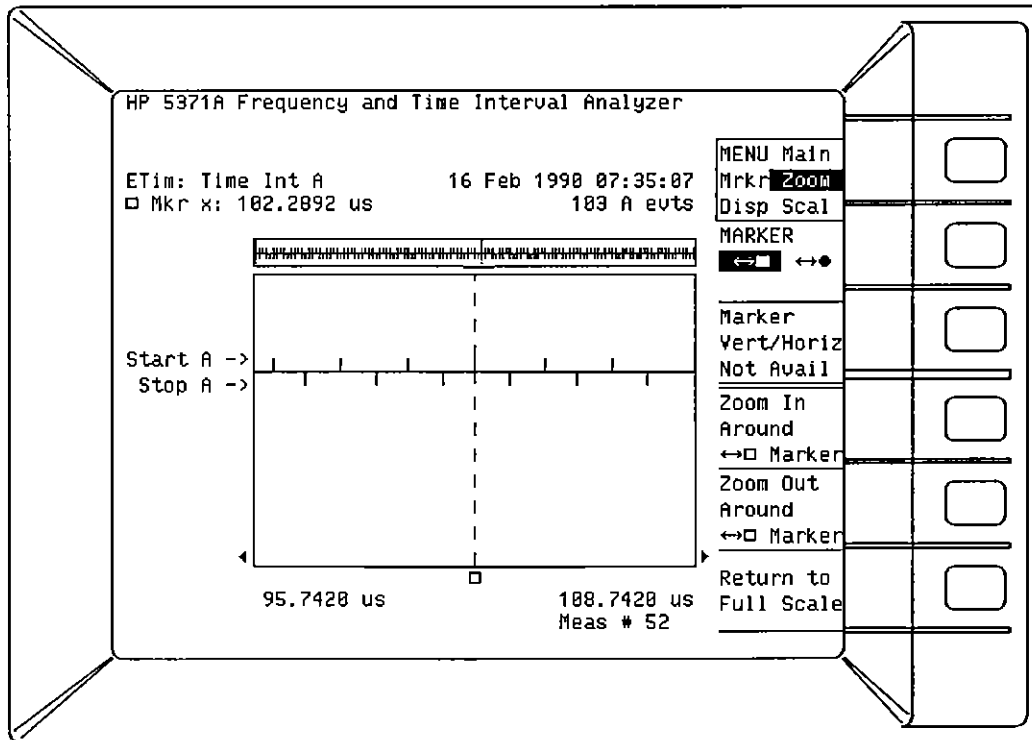 HP 5371A Frequency and Time Interval Analyzer
ETim: Time Int A 16 Feb 1990 07:35:07
Mkr x: 102.2892 us 103 A evts
Start A ->
Stop A ->
95.7420 us 108.7420 us
Meas # 52
MENU Main
Mrkr Zoom
Disp Scal
MARKER
↔■ ↔●
Marker
Vert/Horiz
Not Avail
Zoom In
Around
↔□ Marker
Zoom Out
Around
↔□ Marker
Return to
Full Scale